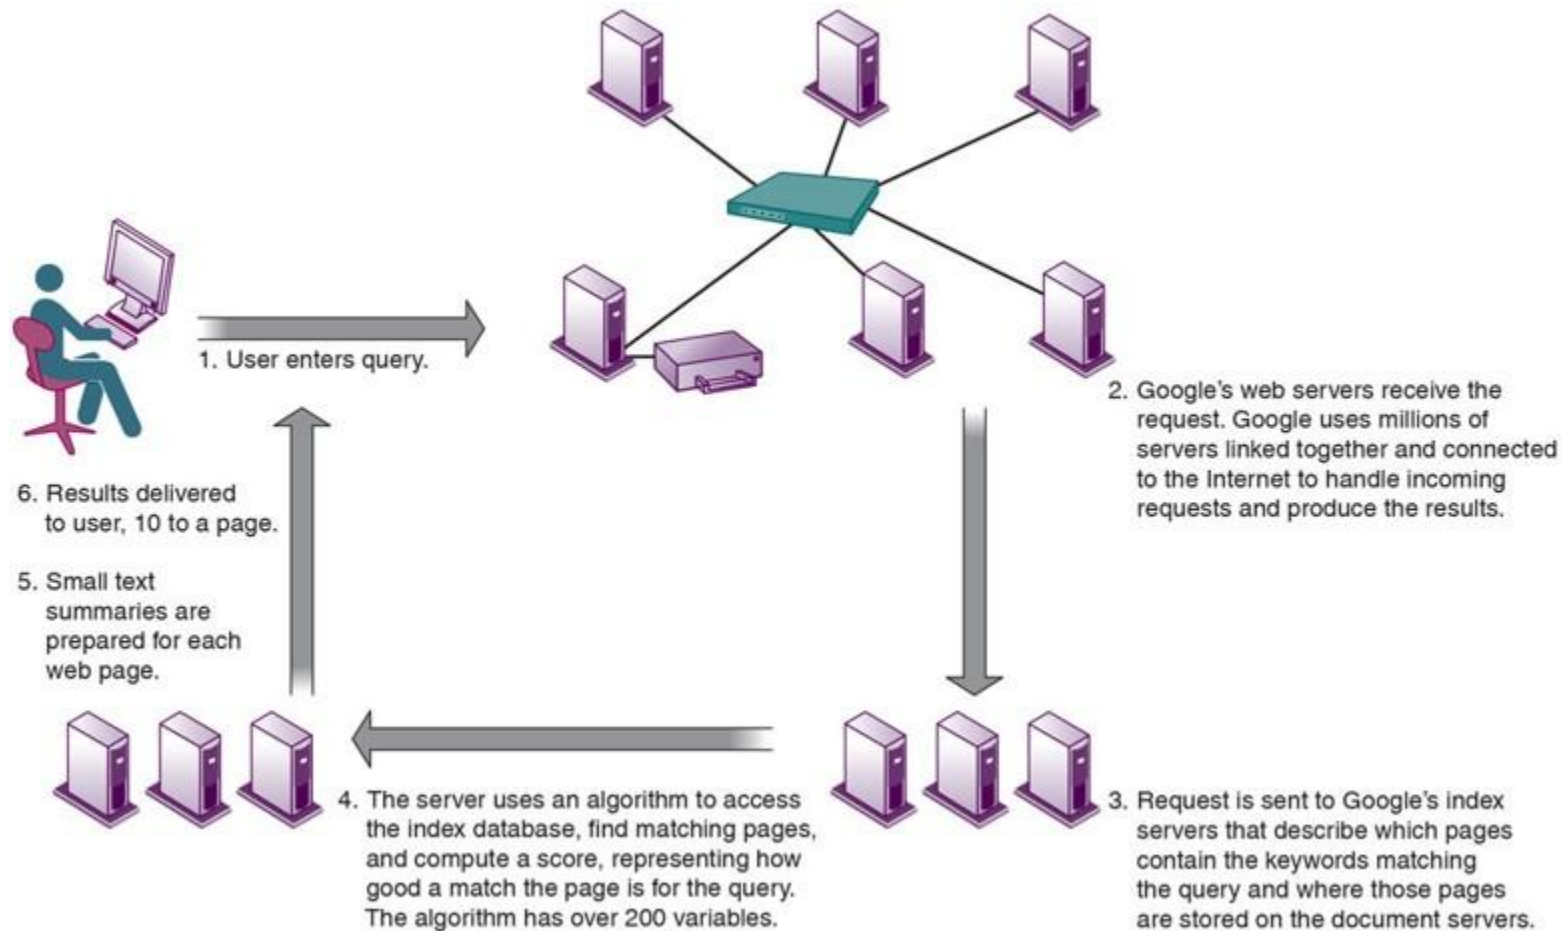 1. User enters query.
2. Google's web servers receive the
request. Google uses millions of
servers linked together and connected
to the Internet to handle incoming
requests and produce the results.
3. Request is sent to Google's index
servers that describe which pages
contain the keywords matching
the query and where those pages
are stored on the document servers.
4. The server uses an algorithm to access
the index database, find matching pages,
and compute a score, representing how
good a match the page is for the query.
The algorithm has over 200 variables.
5. Small text
summaries are
prepared for each
web page.
6. Results delivered
to user, 10 to a page.